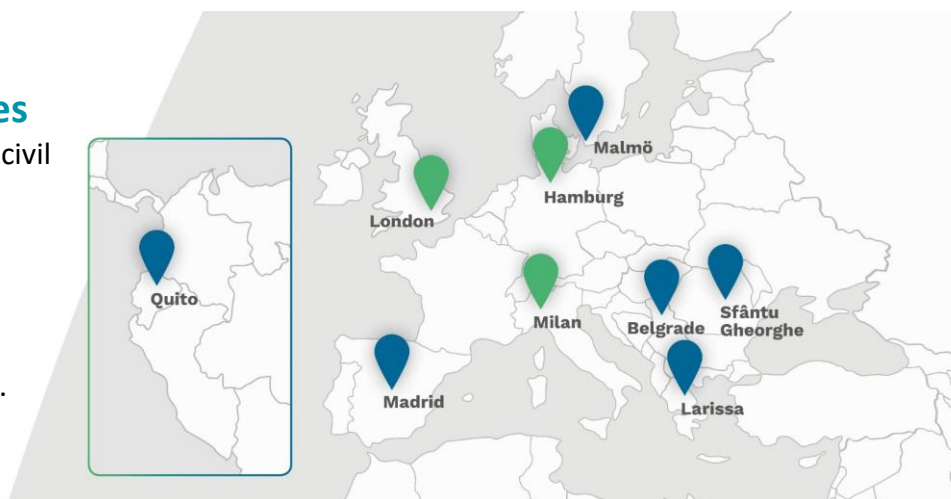 es
civil
.
Malmö
Hamburg
London
Quito
Milan
Belgrade
Sfântu
Gheorghe
Madrid
Larissa